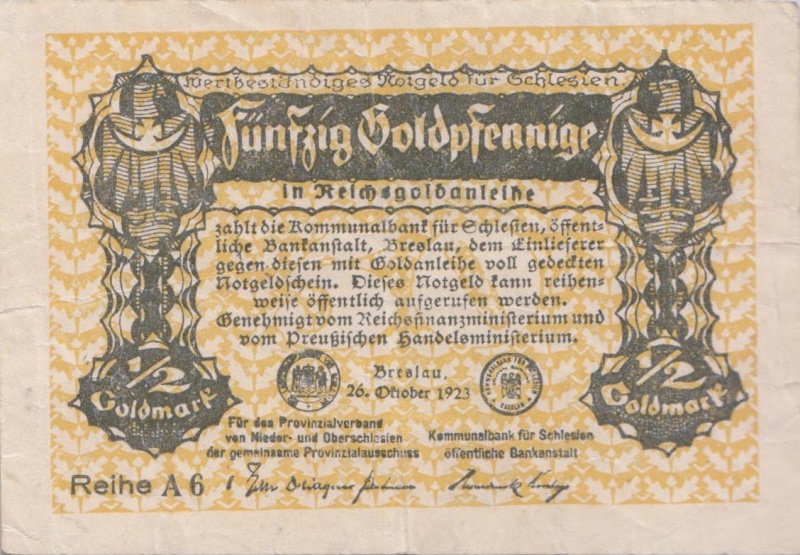 Wertbeständiges Notgeld für Schlesien.
Fünfzig Goldpfennige
in Reichsgoldanleihe
zahlt die Kommunalbank für Schlesien, öffent-
liche Bankanstalt, Breslau, dem Einlieferer
gegen diesen mit Goldanleihe voll gedeckten
Notgeldschein. Dieses Notgeld kann reihen-
weise öffentlich aufgerufen werden.
Genehmigt vom Reichsfinanzministerium und
vom Preußischen Handelsministerium.
Breslau,
26. Oktober 1923
1/2
Goldmark
1/2
Goldmark
Für den Provinzialverband
von Nieder- und Oberschlesien
der gemeinsame Provinzialausschuss
Kommunalbank für Schlesien
öffentliche Bankanstalt
Reihe A 6